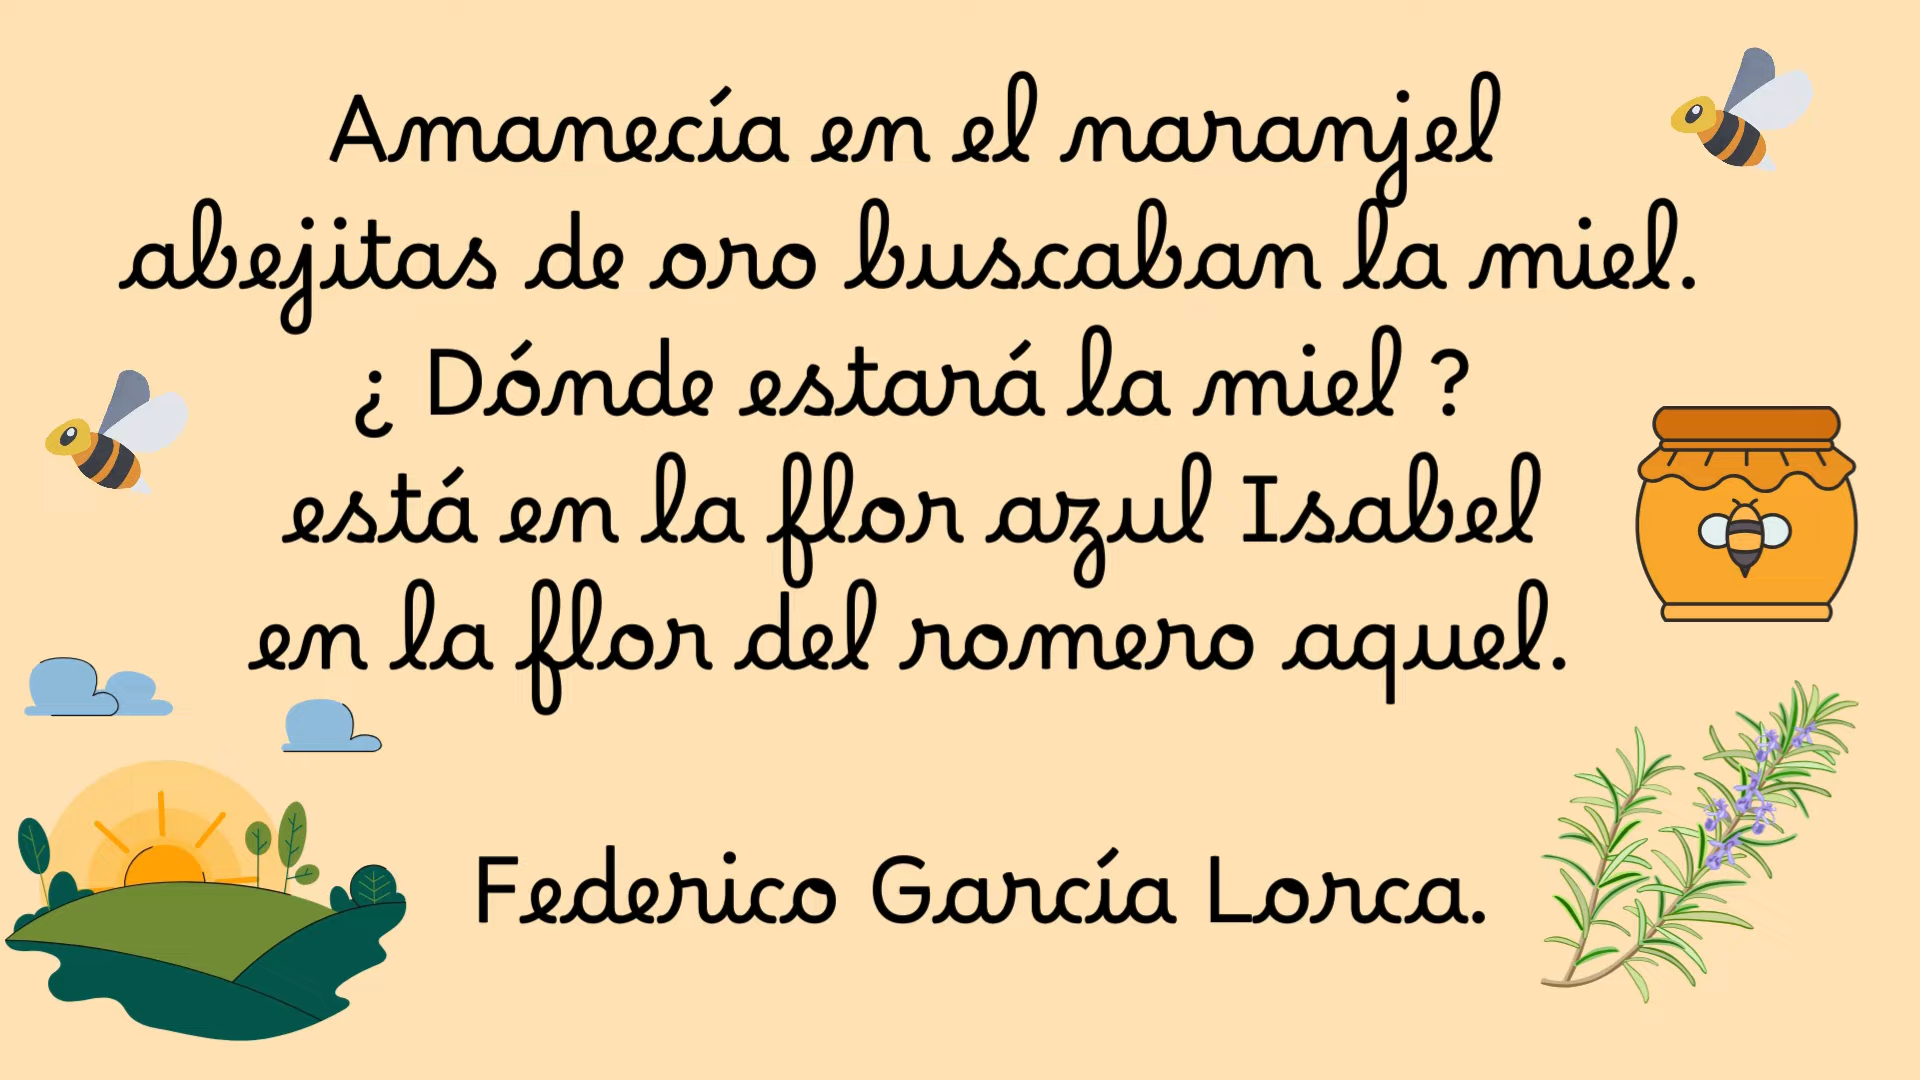 Amanecía en el naranjel
abejitas de oro buscaban la miel.
¿ Dónde estará la miel ?
está en la flor azul Isabel
en la flor del romero aquel.
Federico García Lorca.